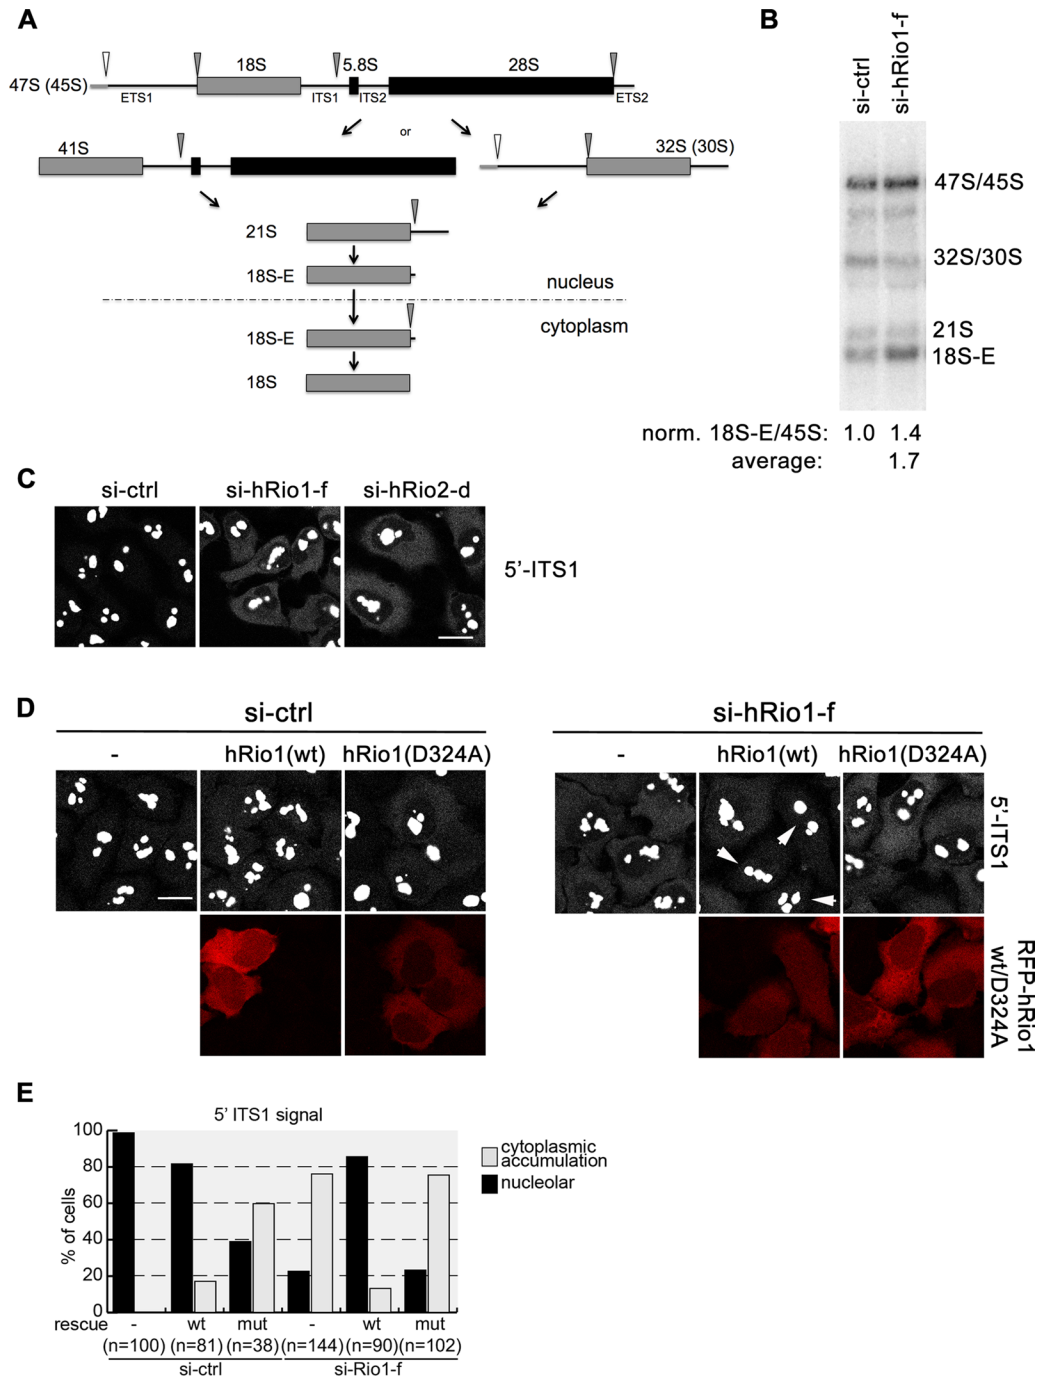 A
18S
5.8S
28S
47S (45S)
ETS1
ITS1
ITS2
ETS2
or
41S
32S (30S)
21S
18S-E
nucleus
cytoplasm
18S-E
18S
B
si-ctrl
si-hRio1-f
47S/45S
32S/30S
21S
18S-E
norm. 18S-E/45S: 1.0 1.4
average: 1.7
C
si-ctrl
si-hRio1-f
si-hRio2-d
5'-ITS1
D
si-ctrl
- hRio1(wt) hRio1(D324A)
si-hRio1-f
- hRio1(wt) hRio1(D324A)
5'-ITS1
RFP-hRio1
wt/D324A
E
5' ITS1 signal
% of cells
100
80
60
40
20
0
cytoplasmic
accumulation
nucleolar
rescue - wt mut - wt mut
(n=100) (n=81) (n=38) (n=144) (n=90) (n=102)
si-ctrl si-Rio1-f